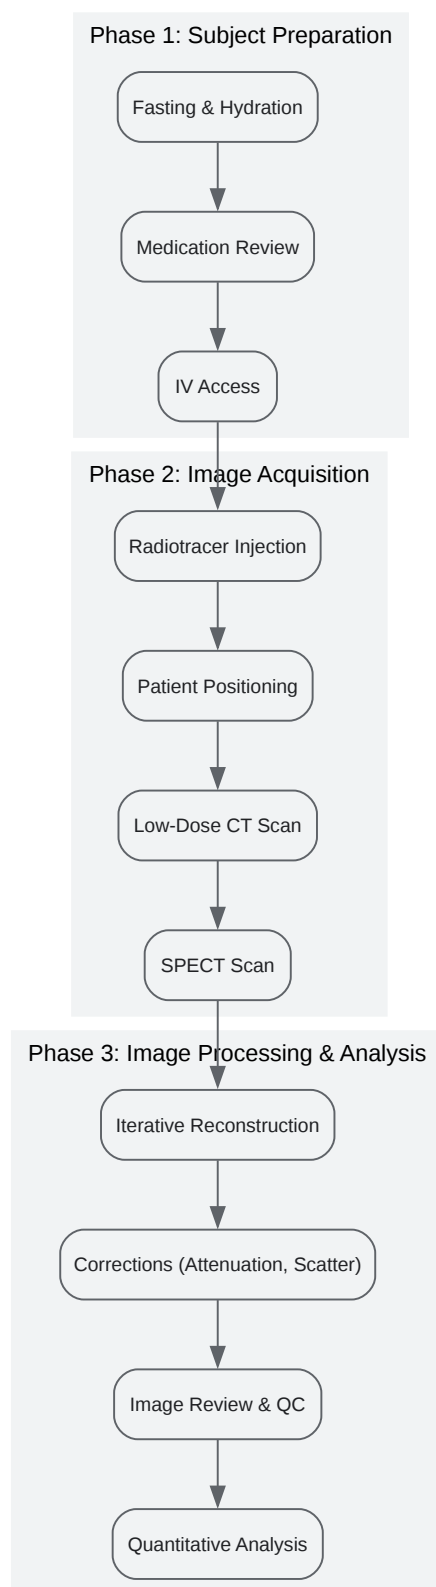 Phase 1: Subject Preparation
Fasting & Hydration
Medication Review
IV Access
Phase 2: Image Acquisition
Radiotracer Injection
Patient Positioning
Low-Dose CT Scan
SPECT Scan
Phase 3: Image Processing & Analysis
Iterative Reconstruction
Corrections (Attenuation, Scatter)
Image Review & QC
Quantitative Analysis